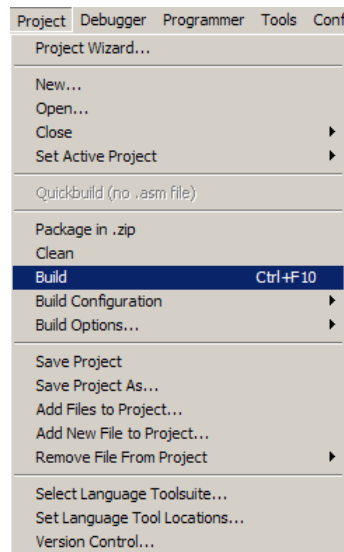 Project Debugger Programmer Tools Conf
Project Wizard...
New...
Open...
Close
Set Active Project
Quickbuild (no .asm file)
Package in .zip
Clean
Build Ctrl+F10
Build Configuration
Build Options...
Save Project
Save Project As...
Add Files to Project...
Add New File to Project...
Remove File From Project
Select Language Toolsuite...
Set Language Tool Locations...
Version Control...